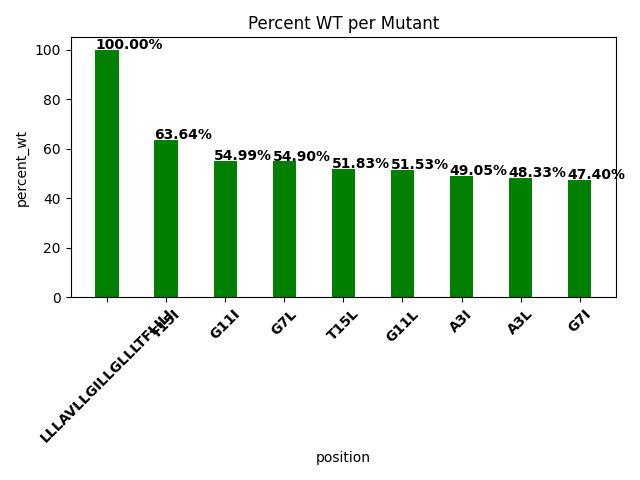 Percent WT per Mutant
percent_wt
100
80
60
40
20
0
100.00%
63.64%
54.99%
54.90%
51.83%
51.53%
49.05%
48.33%
47.40%
T15I
G11I
G7L
T15L
G11L
A3I
A3L
G7I
position